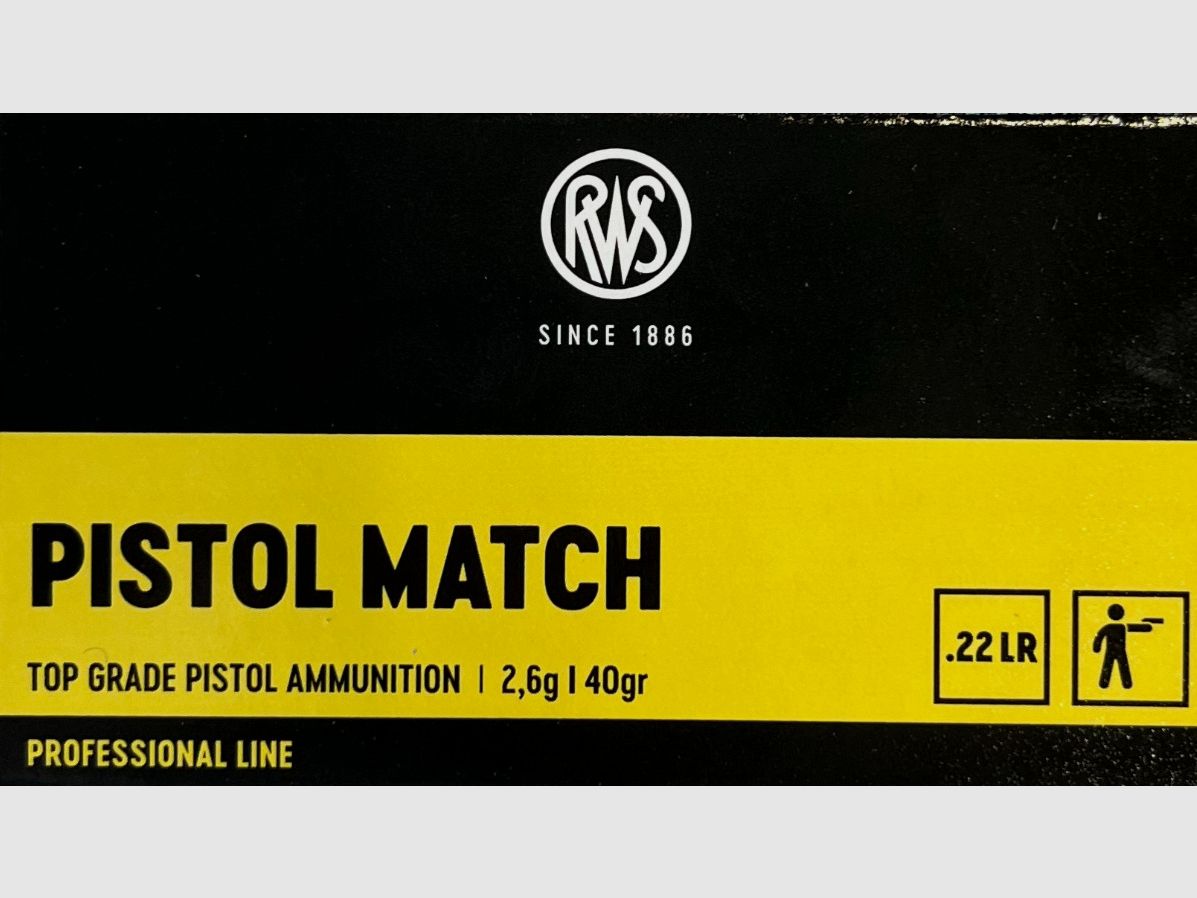 RWS
SINCE 1886
PISTOL MATCH
TOP GRADE PISTOL AMMUNITION | 2,6g | 40gr
.22 LR
PROFESSIONAL LINE